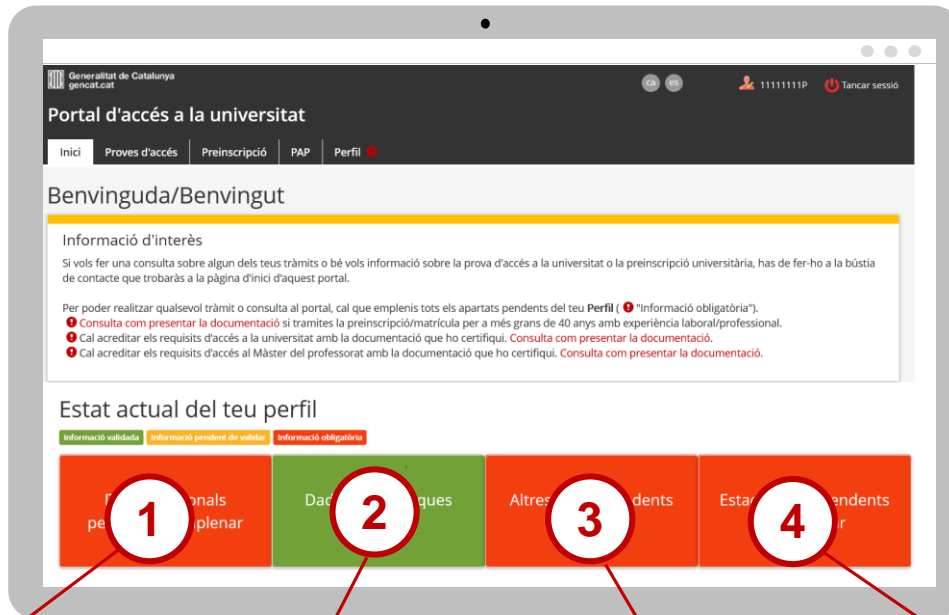 Generalitat de Catalunya
gencat.cat
ca es 11111111P Tancar sessió
Portal d'accés a la universitat
Inici Proves d'accés Preinscripció PAP Perfil
Benvinguda/Benvingut
Informació d'interès
Si vols fer una consulta sobre algun dels teus tràmits o bé vols informació sobre la prova d'accés a la universitat o la preinscripció universitària, has de fer-ho a la bústia
de contacte que trobaràs a la pàgina d'inici d'aquest portal.
Per poder realitzar qualsevol tràmit o consulta al portal, cal que emplenis tots els apartats pendents del teu Perfil ( "Informació obligatòria").
Consulta com presentar la documentació si tramites la preinscripció/matrícula per a més grans de 40 anys amb experiència laboral/professional.
Cal acreditar els requisits d'accés a la universitat amb la documentació que ho certifiqui. Consulta com presentar la documentació.
Cal acreditar els requisits d'accés al Màster del professorat amb la documentació que ho certifiqui. Consulta com presentar la documentació.
Estat actual del teu perfil
Informació validada Informació pendent de validar Informació obligatòria
1 2 3 4
Altres